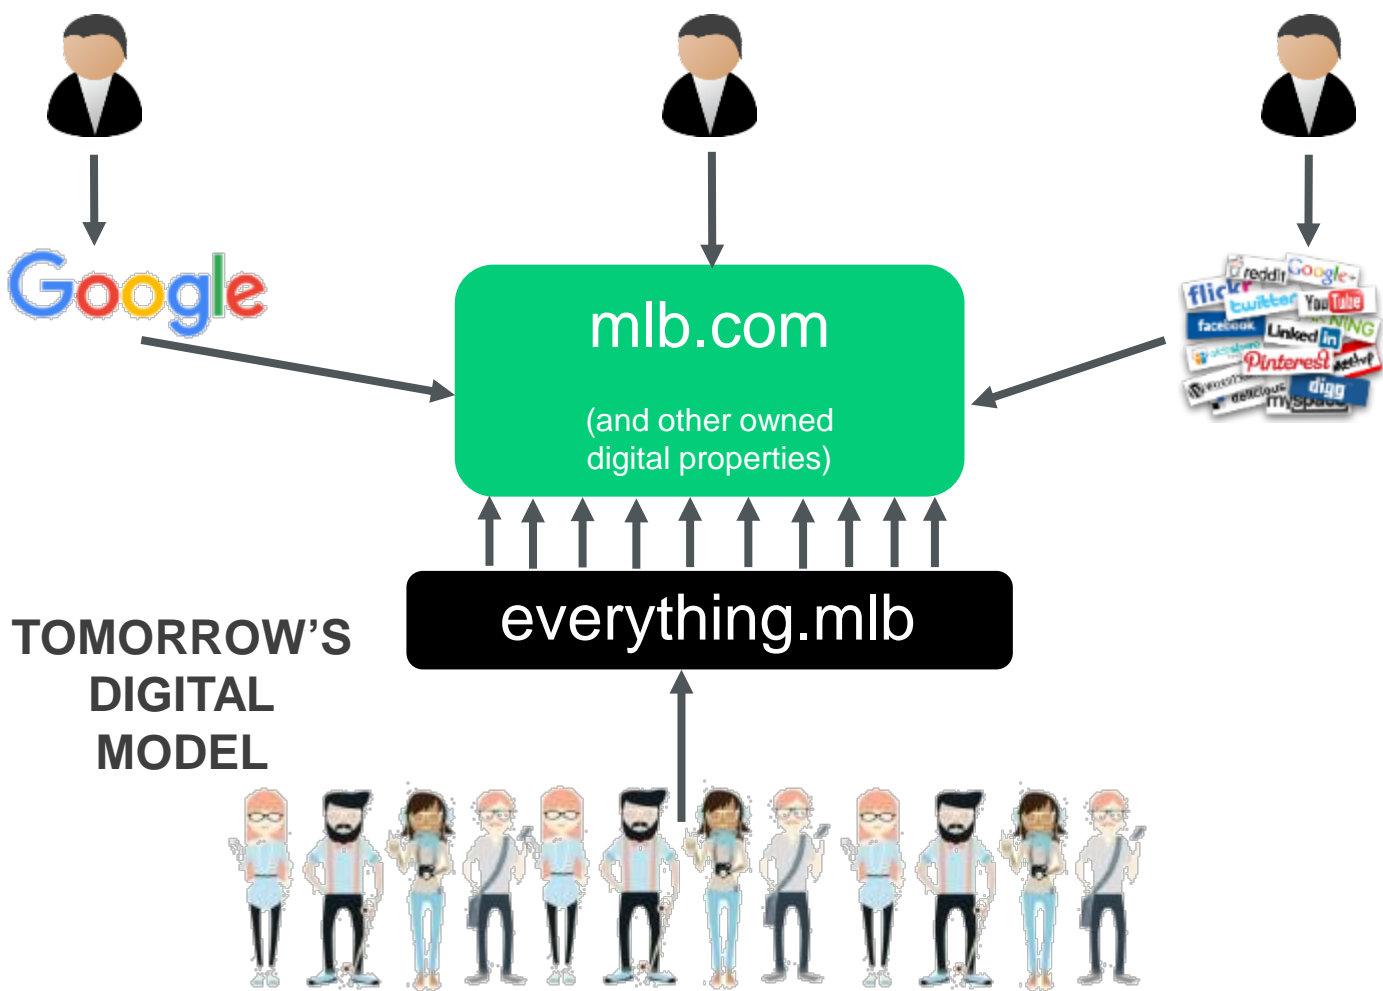 Google
mlb.com
(and other owned
digital properties)
reddit
Google+
flickr
twitter
YouTube
facebook
Linked in
NING
Pinterest
digg
delicious
myspace
everything.mlb
TOMORROW’S
DIGITAL
MODEL